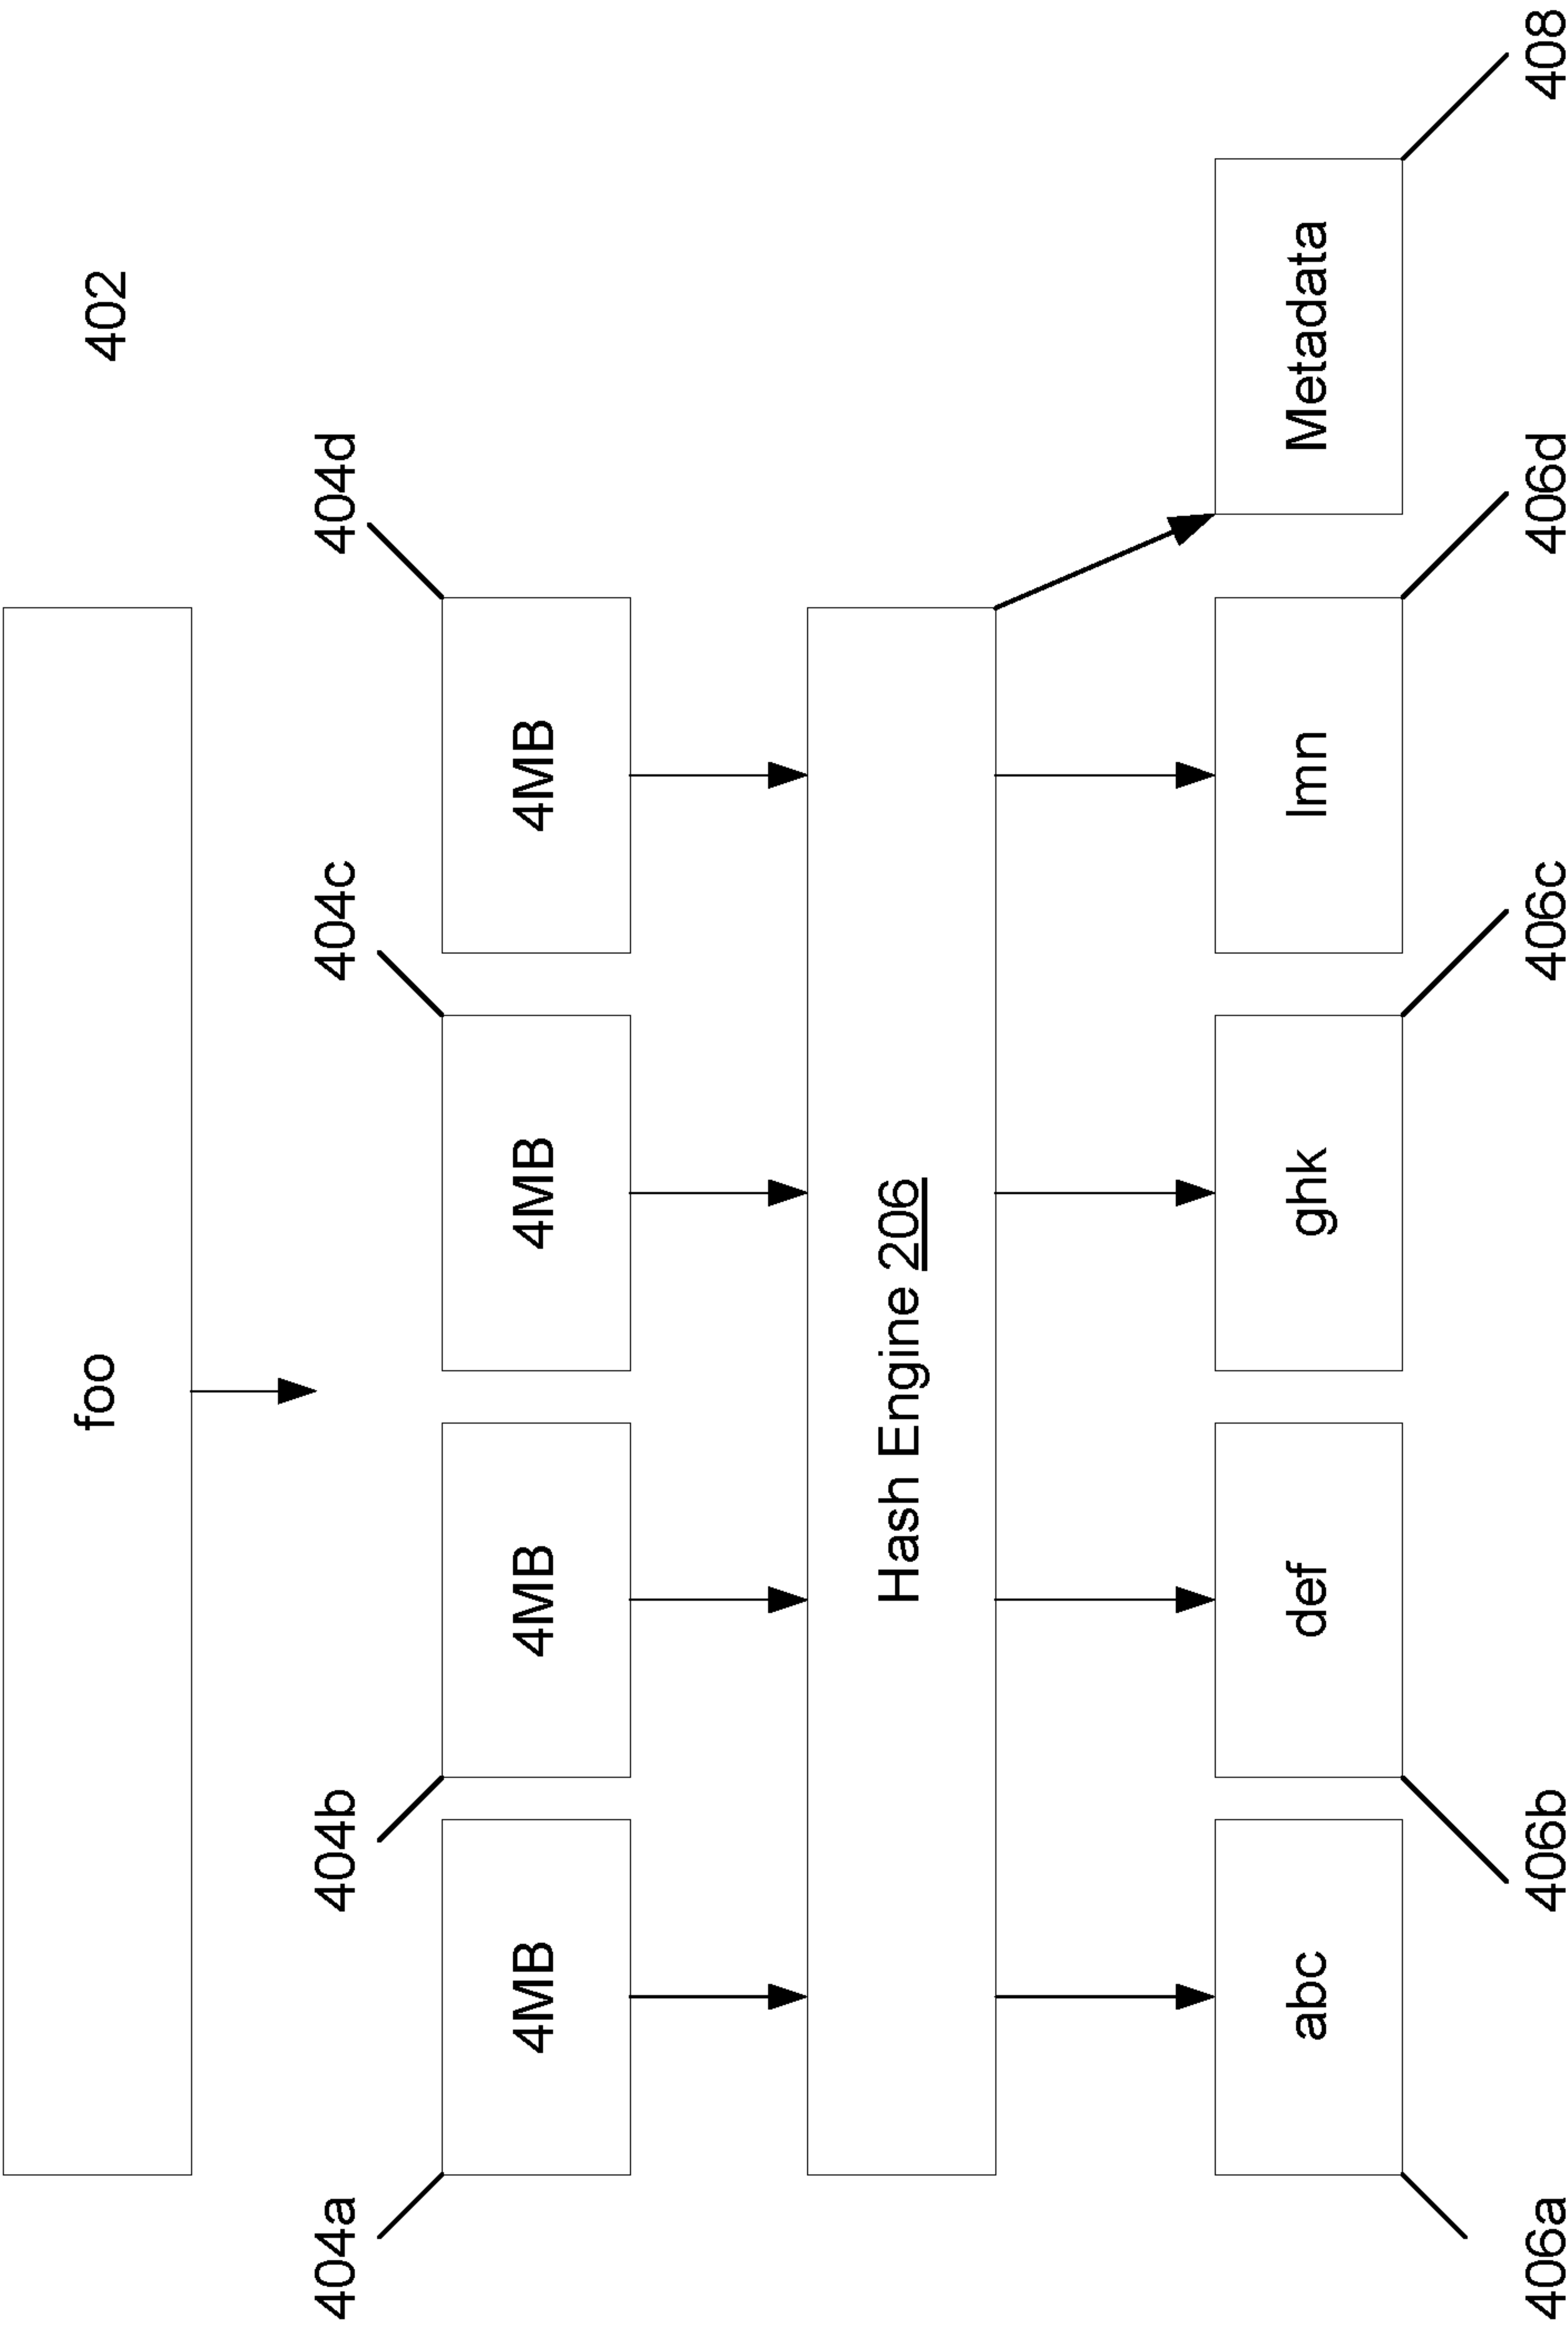 foo
402
404a
404b
404c
404d
4MB
4MB
4MB
4MB
Hash Engine 206
abc
def
ghk
lmn
Metadata
406a
406b
406c
406d
408